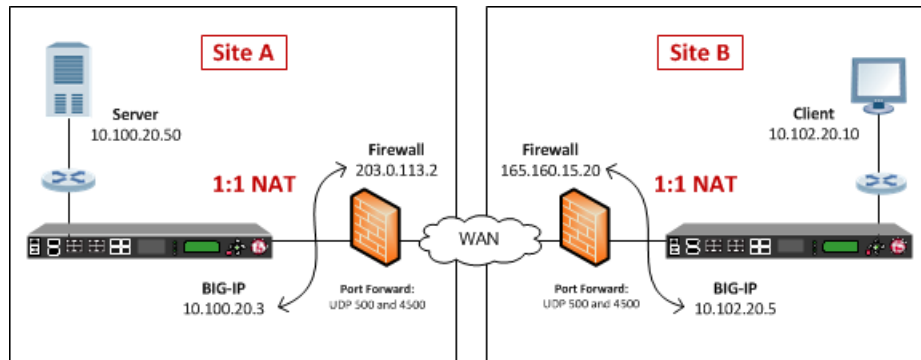 Site A
Server
10.100.20.50
Firewall
203.0.113.2
1:1 NAT
BIG-IP
10.100.20.3
Port Forward:
UDP 500 and 4500
WAN
Site B
Client
10.102.20.10
Firewall
165.160.15.20
1:1 NAT
Port Forward:
UDP 500 and 4500
BIG-IP
10.102.20.5